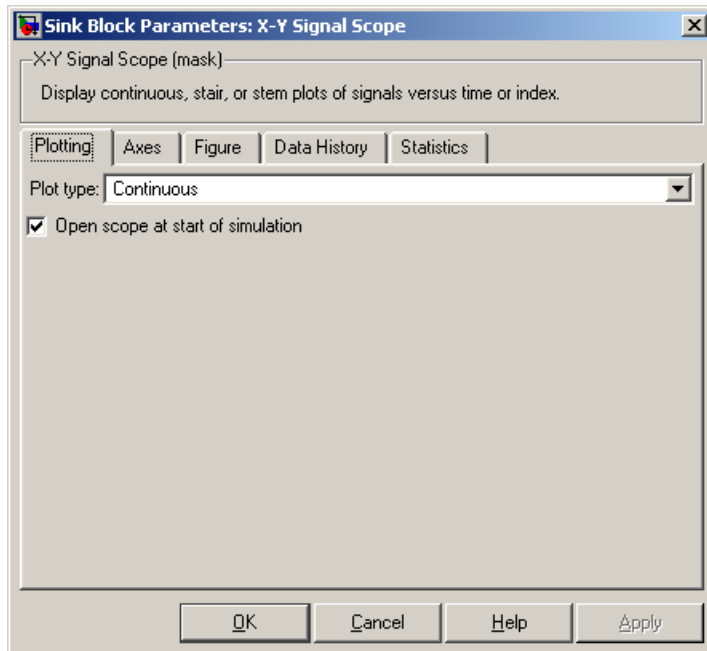 Sink Block Parameters: X-Y Signal Scope
X-Y Signal Scope (mask)
Display continuous, stair, or stem plots of signals versus time or index.
Plotting Axes Figure Data History Statistics
Plot type: Continuous
Open scope at start of simulation
OK Cancel Help Apply